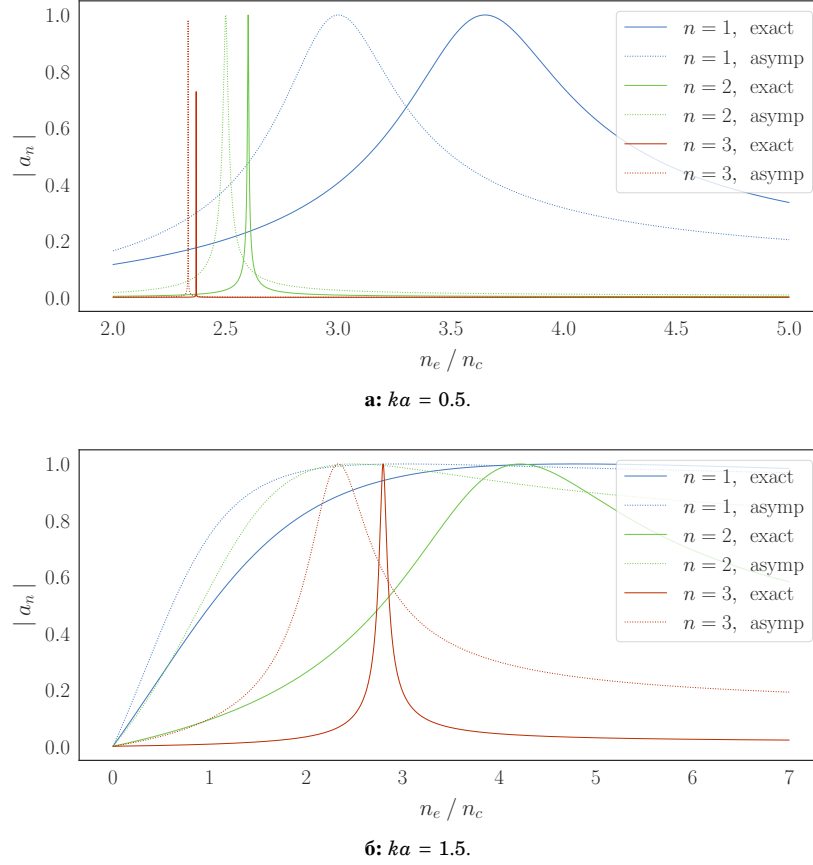 1.0
0.8
0.6
0.4
0.2
0.0
| aₙ |
n = 1, exact
n = 1, asymp
n = 2, exact
n = 2, asymp
n = 3, exact
n = 3, asymp
2.0 2.5 3.0 3.5 4.0 4.5 5.0
nₑ / n_c
а: ka = 0.5.
1.0
0.8
0.6
0.4
0.2
0.0
| aₙ |
n = 1, exact
n = 1, asymp
n = 2, exact
n = 2, asymp
n = 3, exact
n = 3, asymp
0 1 2 3 4 5 6 7
nₑ / n_c
б: ka = 1.5.